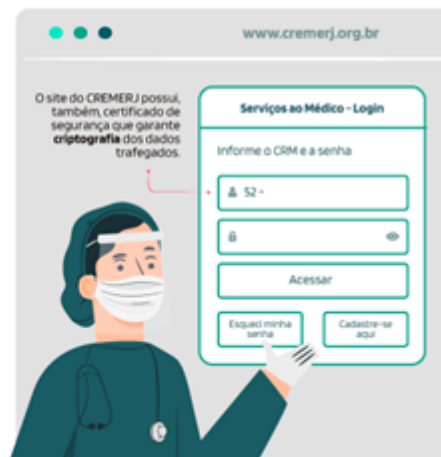 www.cremerj.org.br
O site do CREMERJ possui,
também, certificado de
segurança que garante
criptografia dos dados
trafegados.
Serviços ao Médico - Login
Informe o CRM e a senha
52 -
Acessar
Esqueci minha
senha
Cadastre-se
aqui